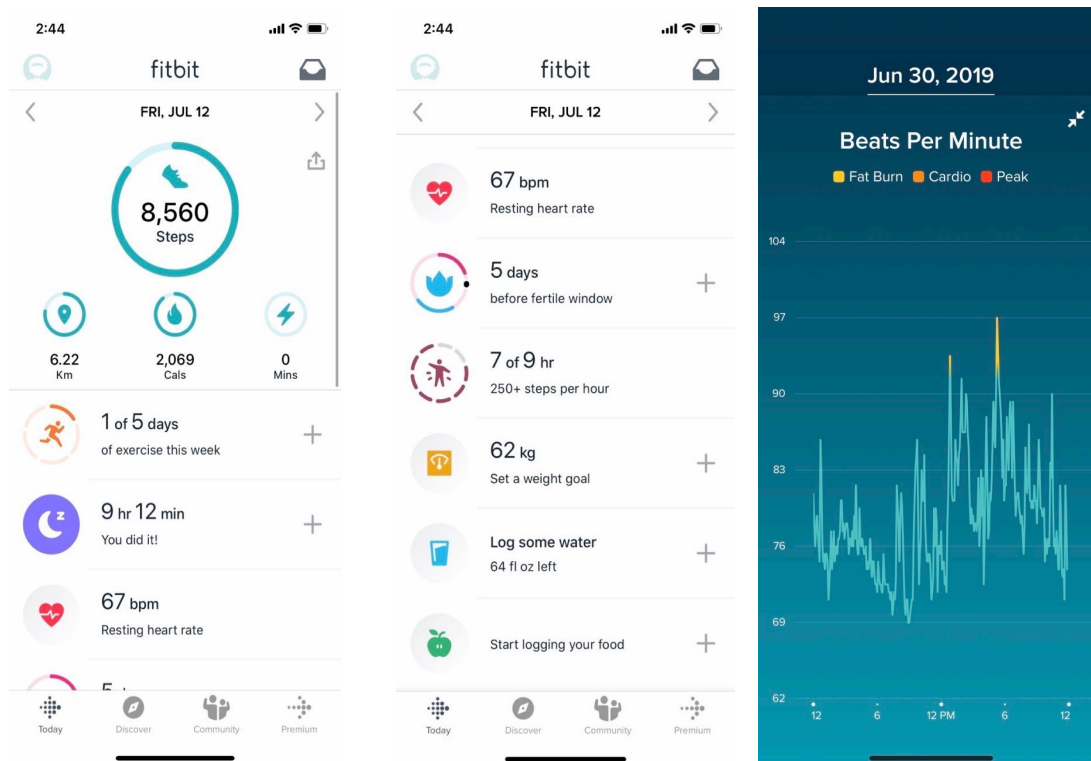 2:44
fitbit
FRI, JUL 12
8,560
Steps
6.22
Km
2,069
Cals
0
Mins
1 of 5 days
of exercise this week
9 hr 12 min
You did it!
67 bpm
Resting heart rate
Today
Discover
Community
Premium
2:44
fitbit
FRI, JUL 12
67 bpm
Resting heart rate
5 days
before fertile window
7 of 9 hr
250+ steps per hour
62 kg
Set a weight goal
Log some water
64 fl oz left
Start logging your food
Today
Discover
Community
Premium
Jun 30, 2019
Beats Per Minute
Fat Burn Cardio Peak
104
97
90
83
76
69
62
12 6 12 PM 6 12